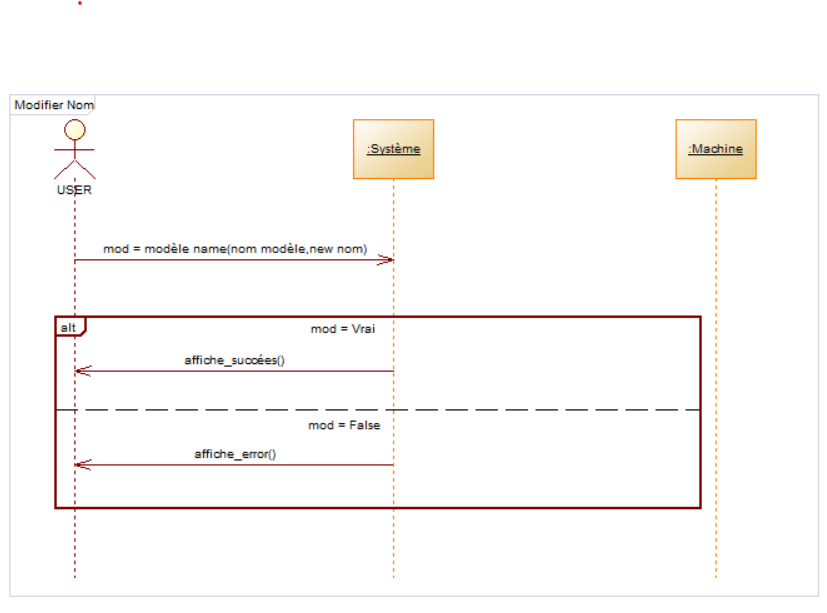 Modifier Nom
:Système
:Machine
USER
mod = modèle name(nom modèle,new nom)
alt
mod = Vrai
affiche_succées()
mod = False
affiche_error()